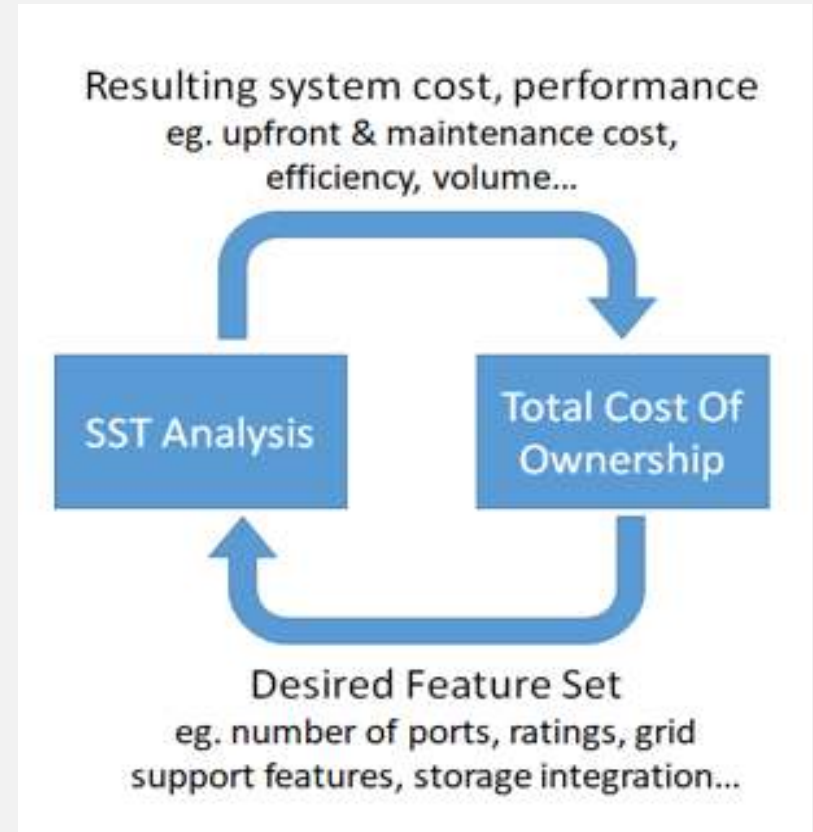 Resulting system cost, performance
eg. upfront & maintenance cost,
efficiency, volume...
SST Analysis
Total Cost Of
Ownership
Desired Feature Set
eg. number of ports, ratings, grid
support features, storage integration...